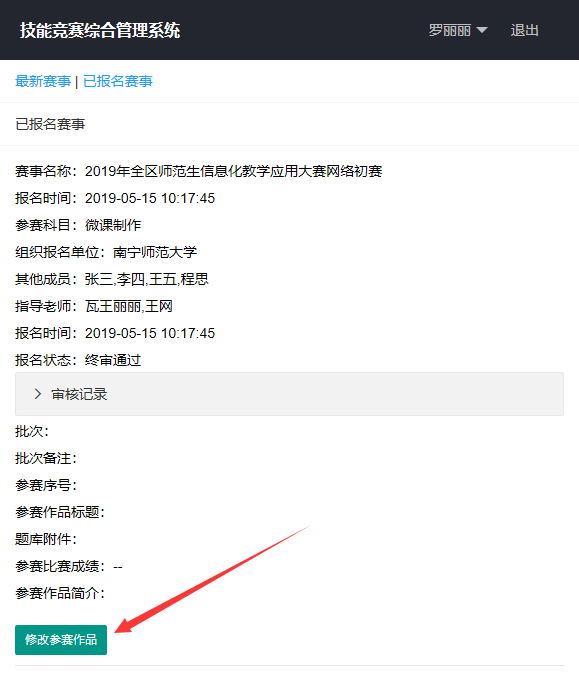 技能竞赛综合管理系统 罗丽丽 退出
最新赛事 | 已报名赛事
已报名赛事
赛事名称：2019年全区师范生信息化教学应用大赛网络初赛
报名时间：2019-05-15 10:17:45
参赛科目：微课制作
组织报名单位：南宁师范大学
其他成员：张三,李四,王五,程思
指导老师：瓦王丽丽,王网
报名时间：2019-05-15 10:17:45
报名状态：终审通过
审核记录
批次：
批次备注：
参赛序号：
参赛作品标题：
题库附件：
参赛比赛成绩：--
参赛作品简介：
修改参赛作品